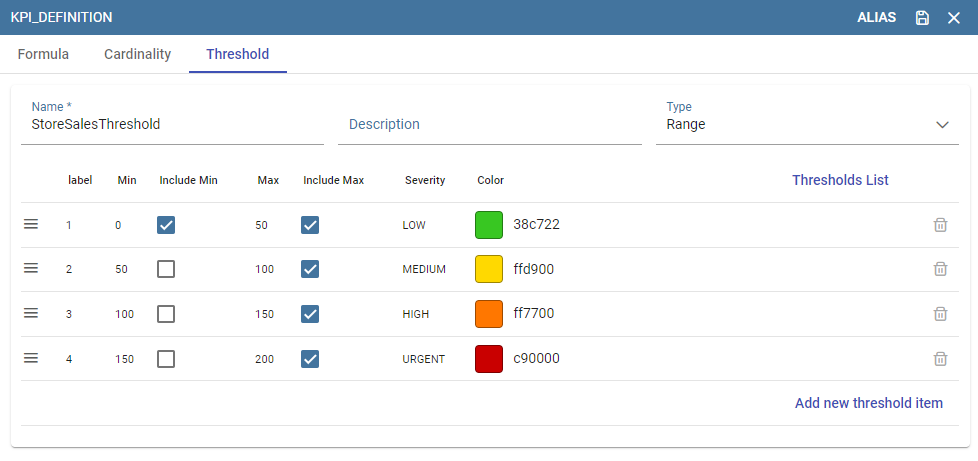 KPI_DEFINITION ALIAS
Formula Cardinality Threshold
Name * Type
StoreSalesThreshold Description Range
label Min Include Min Max Include Max Severity Color Thresholds List
1 0 50 LOW 38c722
2 50 100 MEDIUM ffd900
3 100 150 HIGH ff7700
4 150 200 URGENT c90000
Add new threshold item